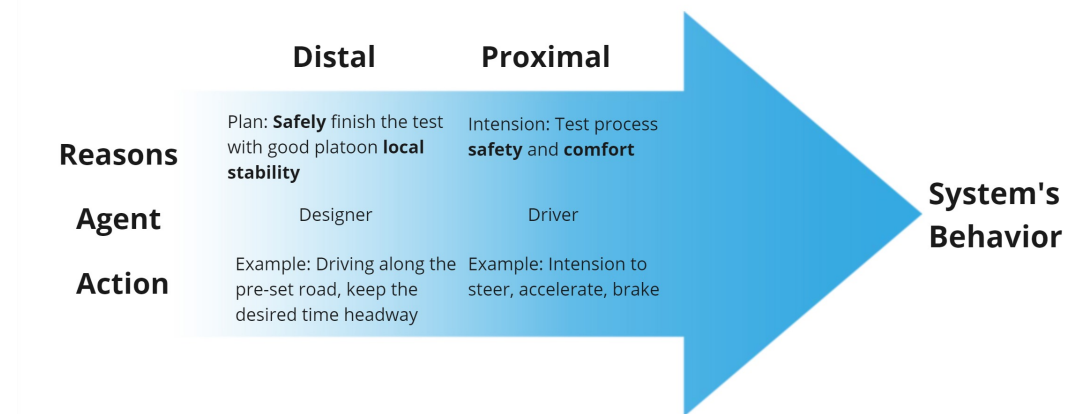 Distal
Proximal
Reasons
Plan: Safely finish the test
with good platoon local
stability
Intension: Test process
safety and comfort
Agent
Designer
Driver
Action
Example: Driving along the
pre-set road, keep the
desired time headway
Example: Intension to
steer, accelerate, brake
System's
Behavior